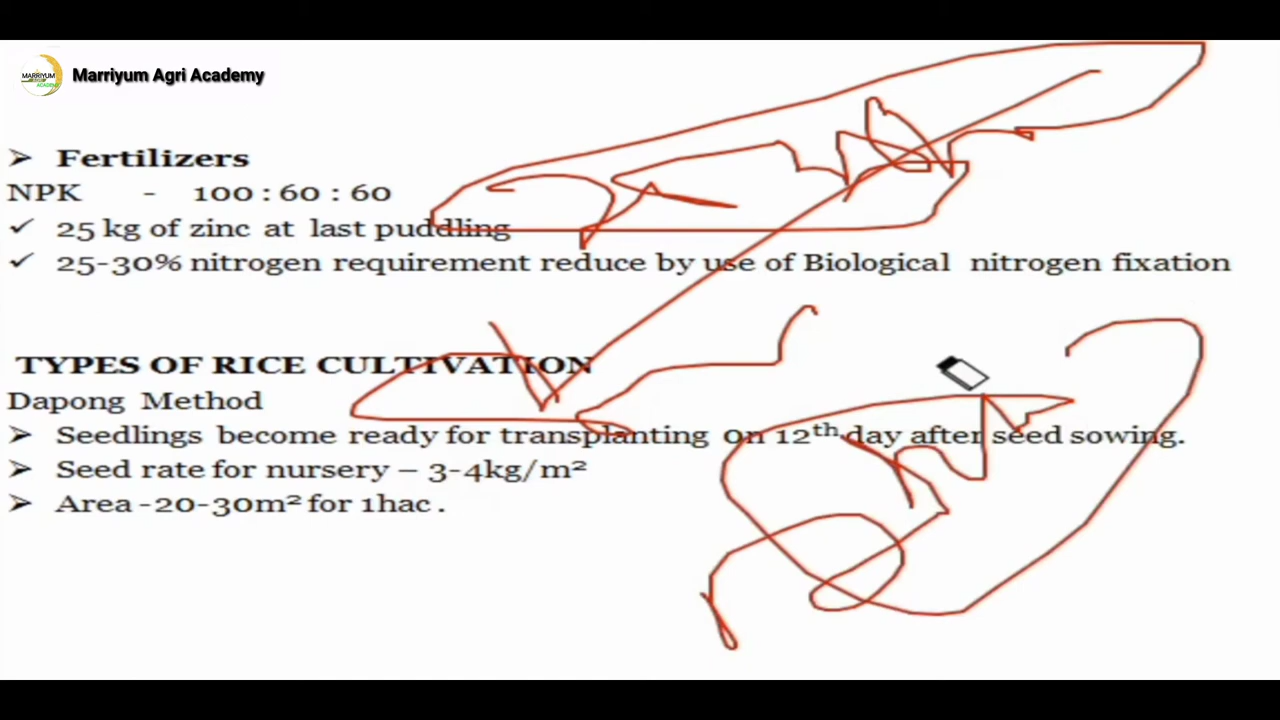 MARRIYUM
ACADEMY
Marriyum Agri Academy
➢ Fertilizers
NPK - 100 : 60 : 60
✓ 25 kg of zinc at last puddling
✓ 25-30% nitrogen requirement reduce by use of Biological nitrogen fixation
TYPES OF RICE CULTIVATION
Dapong Method
➢ Seedlings become ready for transplanting on 12th day after seed sowing.
➢ Seed rate for nursery – 3-4kg/m²
➢ Area -20-30m² for 1hac .